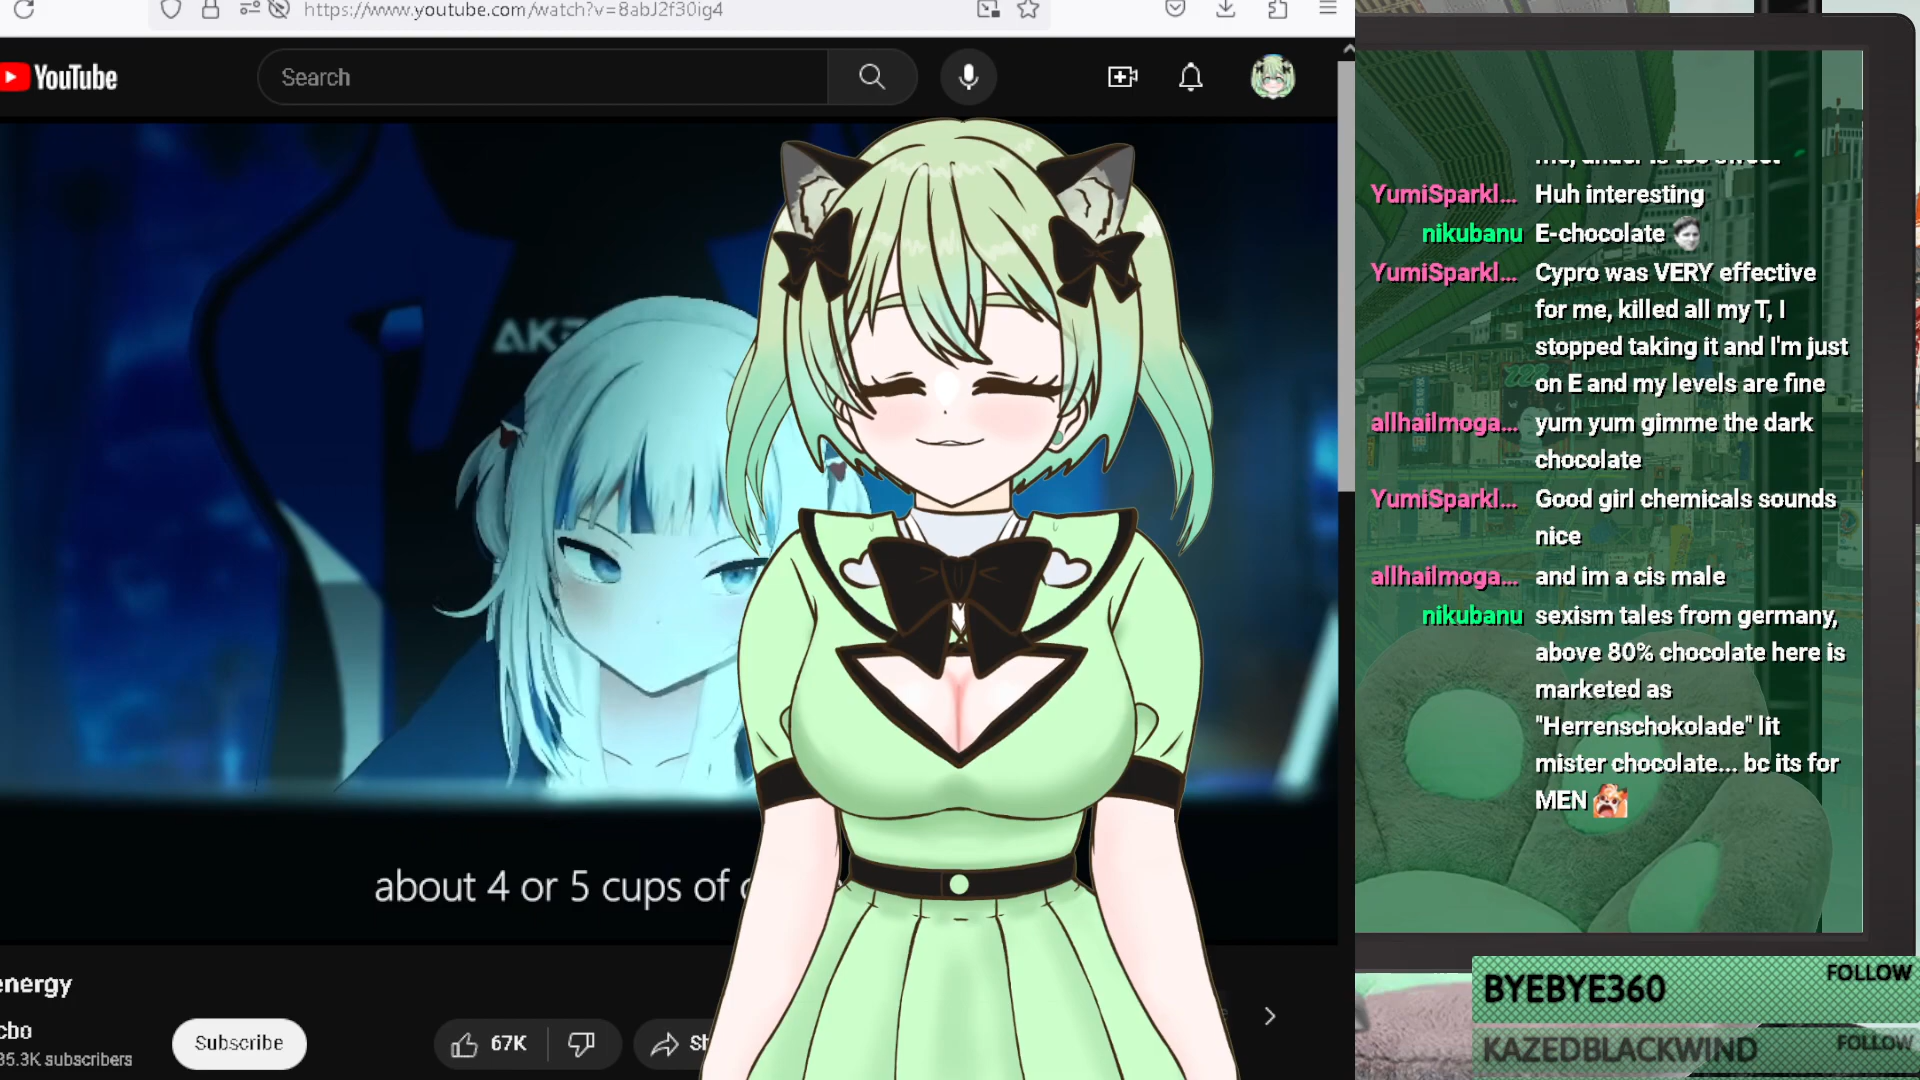 https://www.youtube.com/watch?v=8abJ2f30ig4
YouTube
Search
about 4 or 5 cups of
energy
cbo
35.3K subscribers
Subscribe
67K
YumiSparkl... Huh interesting
nikubanu E-chocolate
YumiSparkl... Cypro was VERY effective
for me, killed all my T, I
stopped taking it and I'm just
on E and my levels are fine
allhailmoga... yum yum gimme the dark
chocolate
YumiSparkl... Good girl chemicals sounds
nice
allhailmoga... and im a cis male
nikubanu sexism tales from germany,
above 80% chocolate here is
marketed as
"Herrenschokolade" lit
mister chocolate... bc its for
MEN
BYEBYE360 FOLLOW
KAZEDBLACKWIND FOLLOW